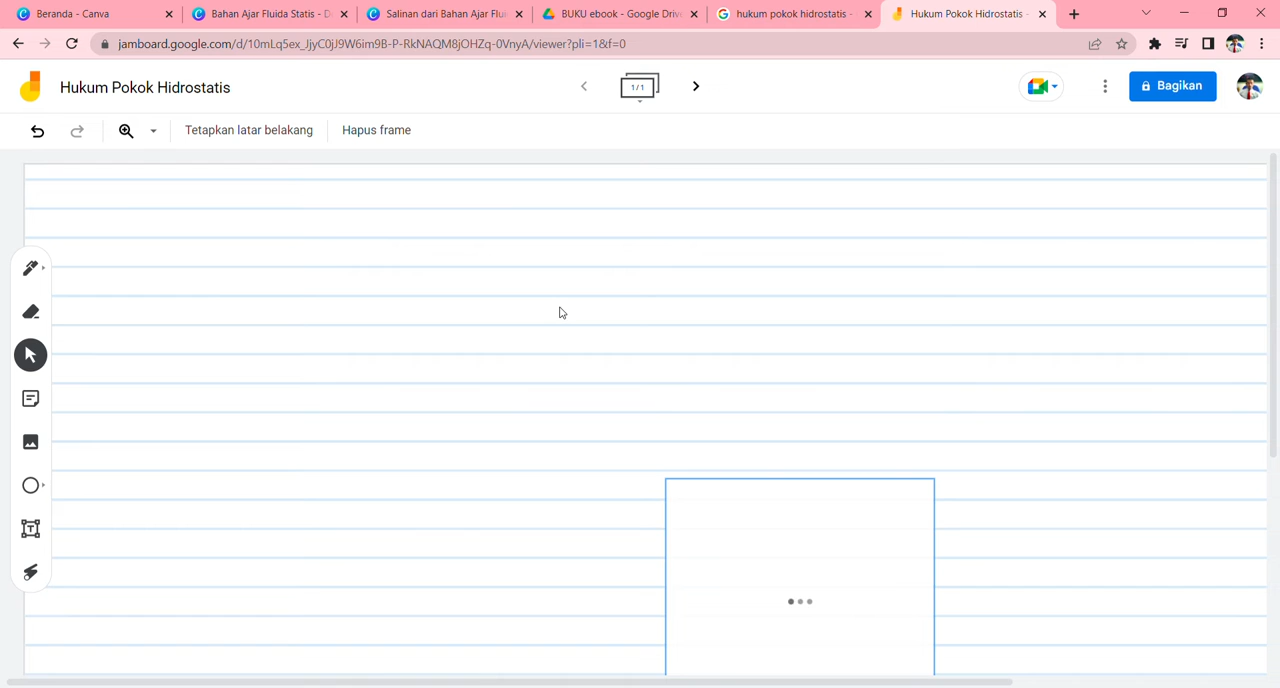 Beranda - Canva
Bahan Ajar Fluida Statis - D
Salinan dari Bahan Ajar Flui
BUKU ebook - Google Drive
hukum pokok hidrostatis -
Hukum Pokok Hidrostatis -
jamboard.google.com/d/10mLq5ex_JjyC0jJ9W6im9B-P-RkNAQM8jOHZq-0VnyA/viewer?pli=1&f=0
Hukum Pokok Hidrostatis
1/1
Bagikan
Tetapkan latar belakang
Hapus frame